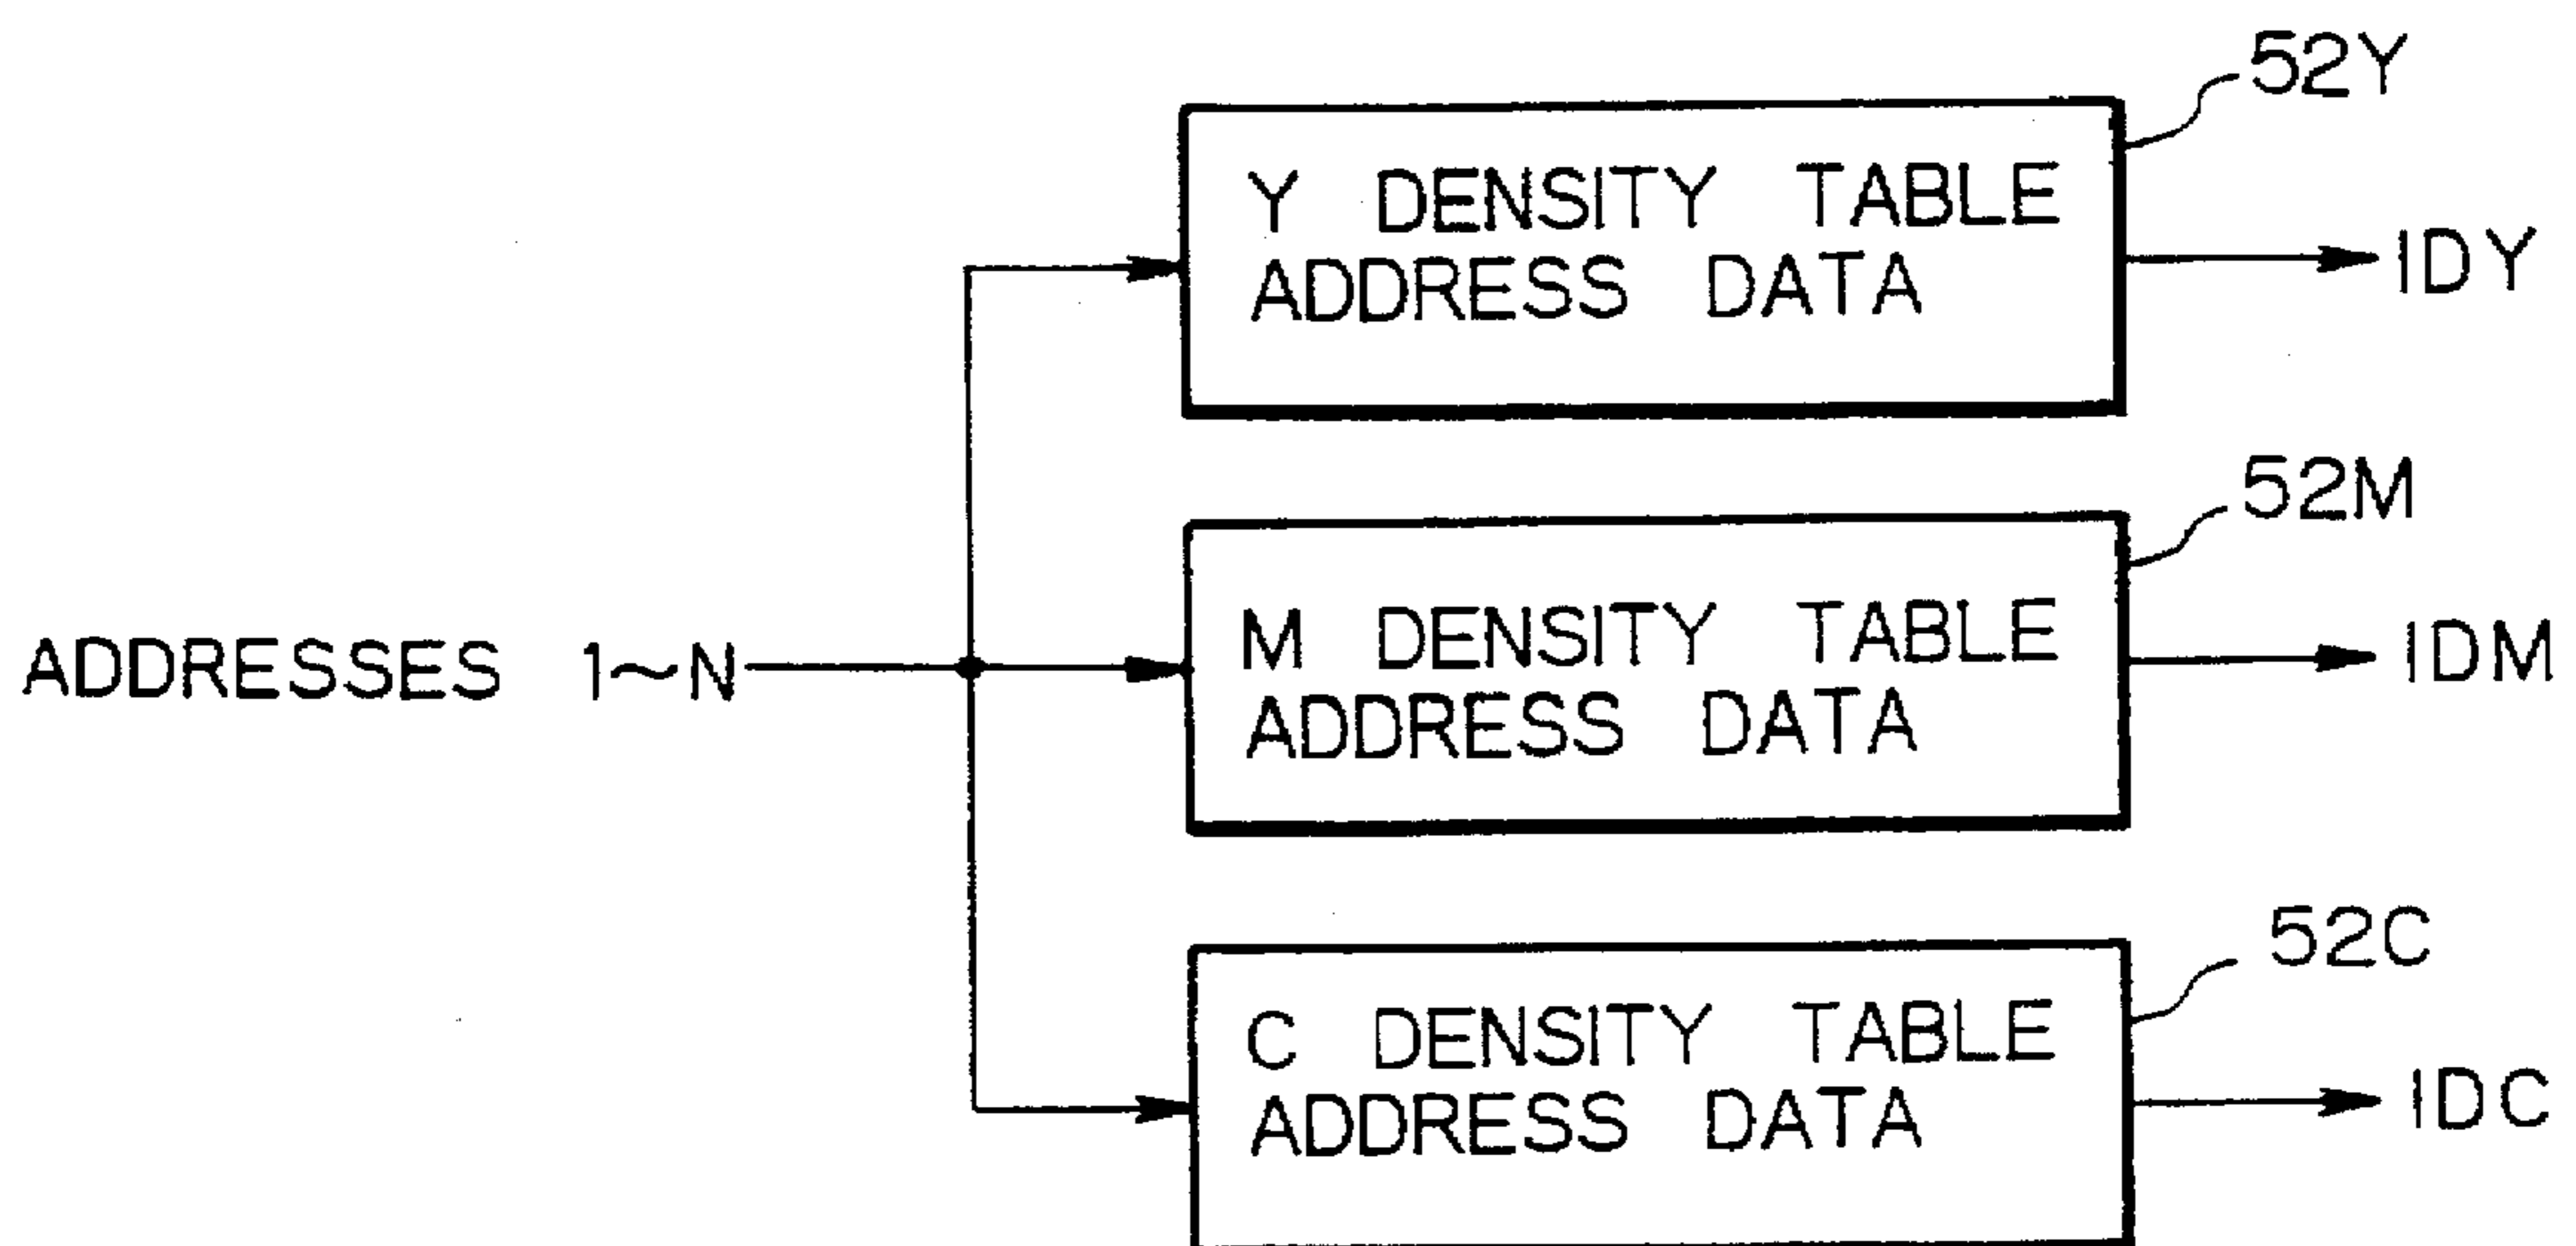 52Y
Y DENSITY TABLE
ADDRESS DATA
IDY
52M
ADDRESSES 1~N
M DENSITY TABLE
ADDRESS DATA
IDM
52C
C DENSITY TABLE
ADDRESS DATA
IDC